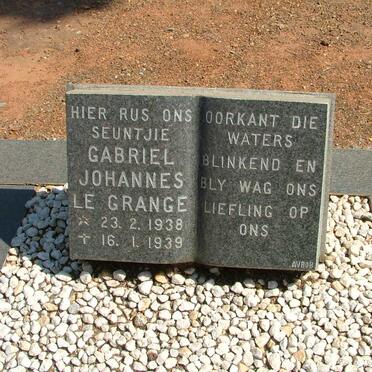 HIER RUS ONS
SEUNTJIE
GABRIEL
JOHANNES
LE GRANGE
* 23. 2. 1938
+ 16. 1. 1939
OORKANT DIE
WATERS
BLINKEND EN
BLY WAG ONS
LIEFLING OP
ONS
AVBOB